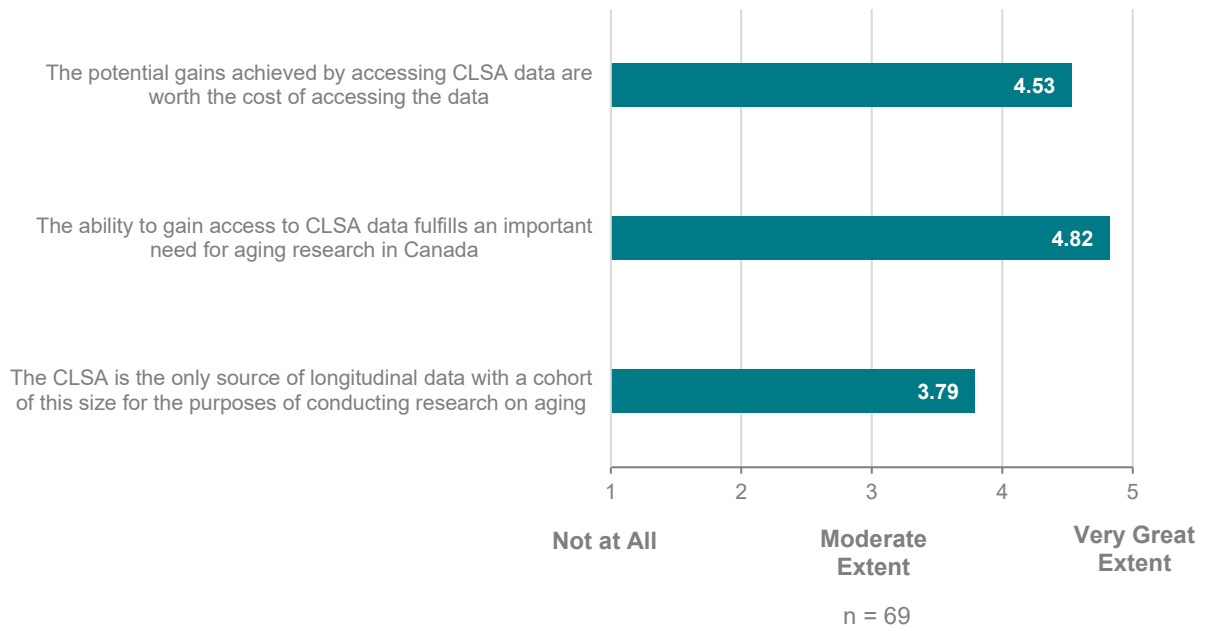 The potential gains achieved by accessing CLSA data are
worth the cost of accessing the data
4.53
The ability to gain access to CLSA data fulfills an important
need for aging research in Canada
4.82
The CLSA is the only source of longitudinal data with a cohort
of this size for the purposes of conducting research on aging
3.79
1 2 3 4 5
Not at All
Moderate
Extent
Very Great
Extent
n = 69